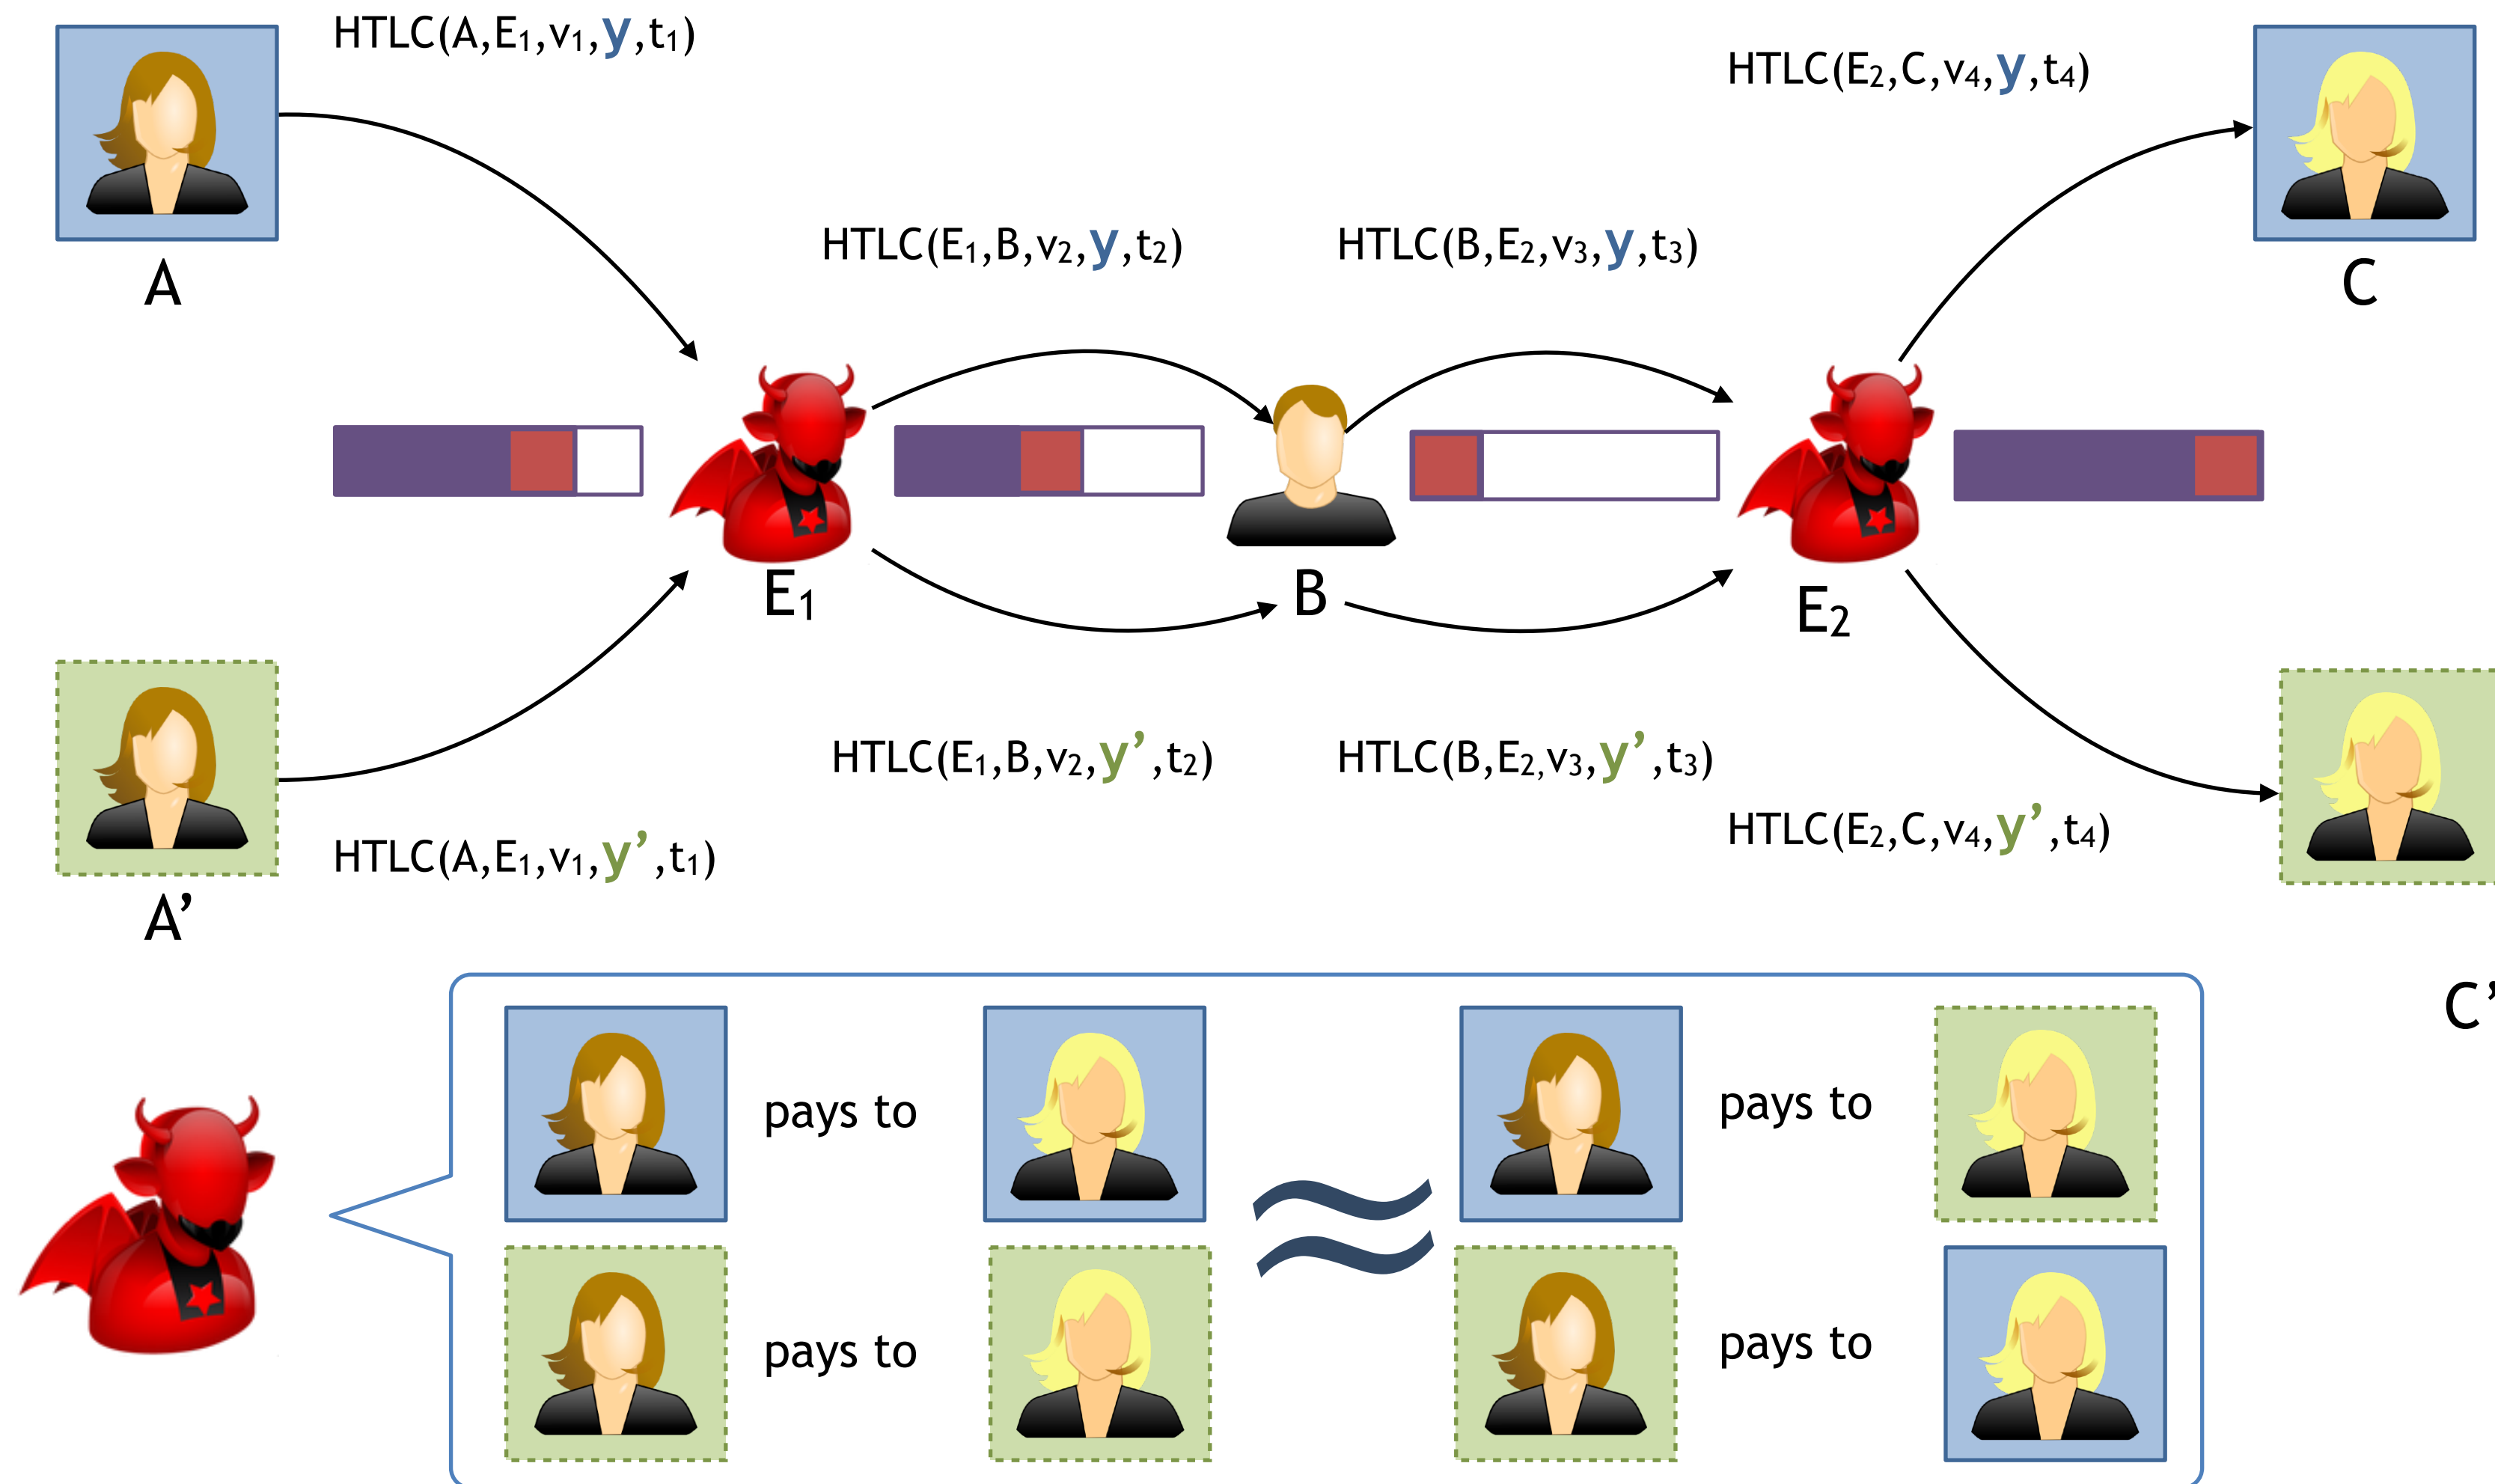 HTLC(A,E₁,v₁,y,t₁)
HTLC(E₂,C,v₄,y,t₄)
A
C
HTLC(E₁,B,v₂,y,t₂)
HTLC(B,E₂,v₃,y,t₃)
E₁
B
E₂
HTLC(E₁,B,v₂,y’,t₂)
HTLC(B,E₂,v₃,y’,t₃)
HTLC(A,E₁,v₁,y’,t₁)
HTLC(E₂,C,v₄,y’,t₄)
A’
C’
pays to
pays to
pays to
pays to